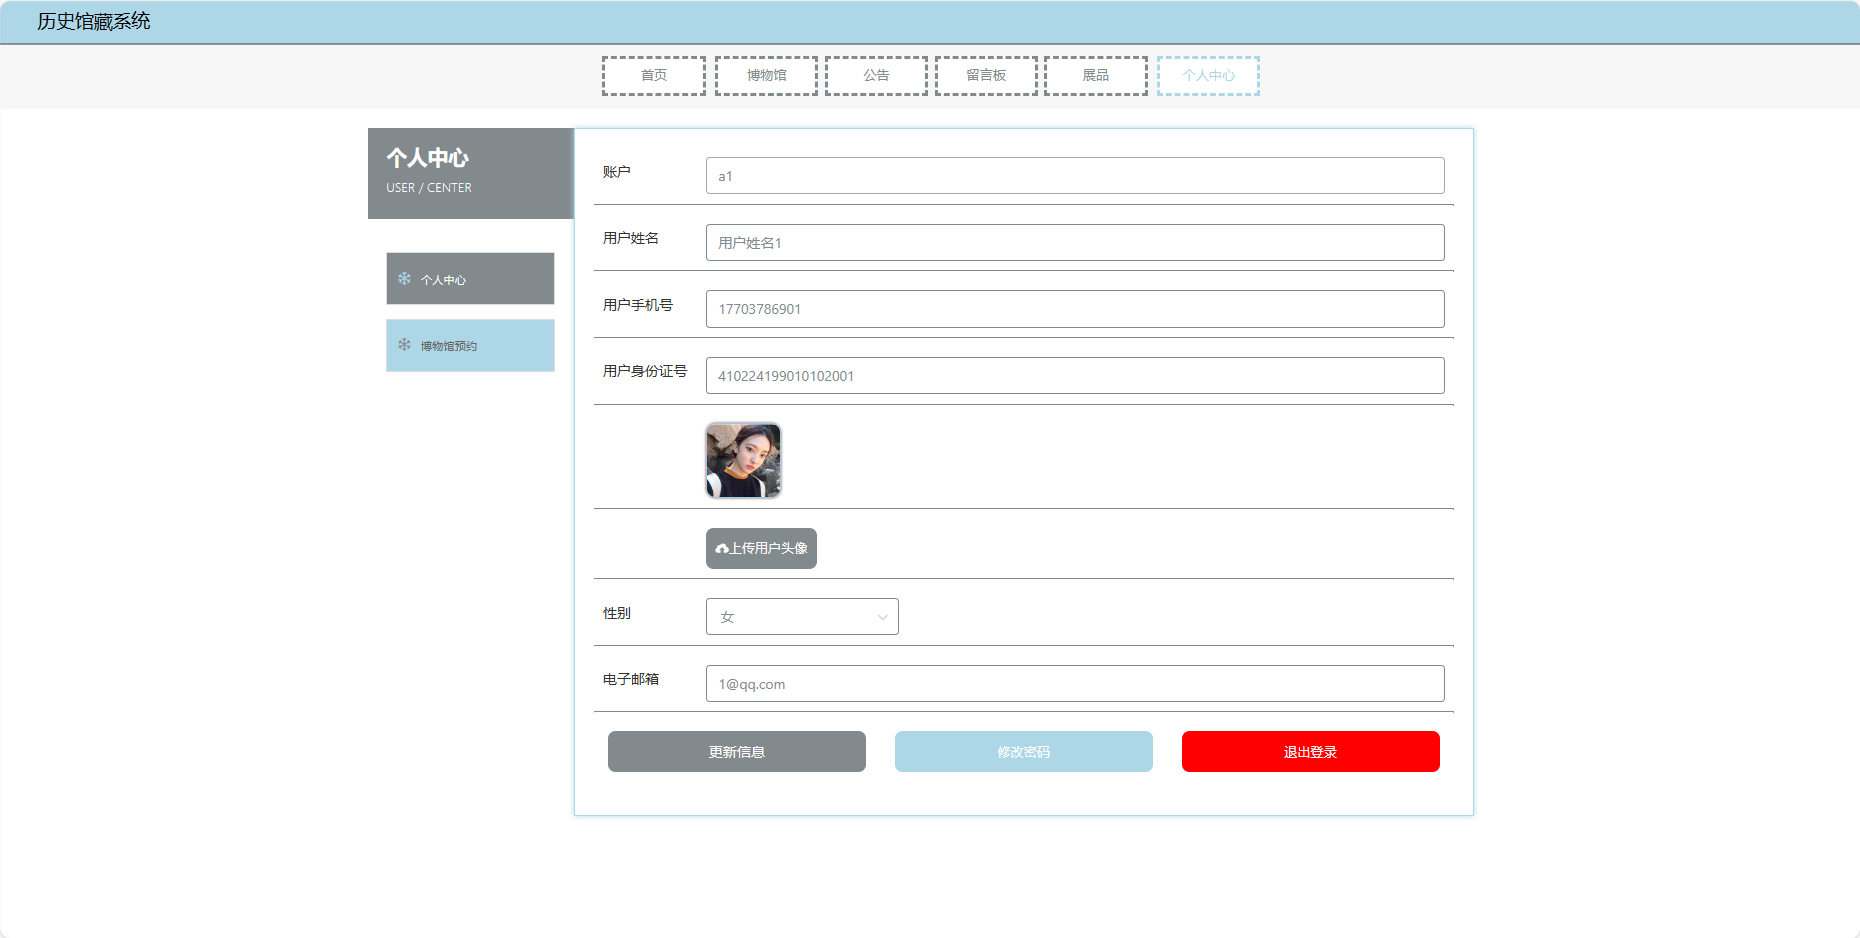 历史馆藏系统
首页 博物馆 公告 留言板 展品 个人中心
个人中心
USER / CENTER
个人中心
博物馆预约
账户 a1
用户姓名 用户姓名1
用户手机号 17703786901
用户身份证号 410224199010102001
上传用户头像
性别 女
电子邮箱 1@qq.com
更新信息 修改密码 退出登录